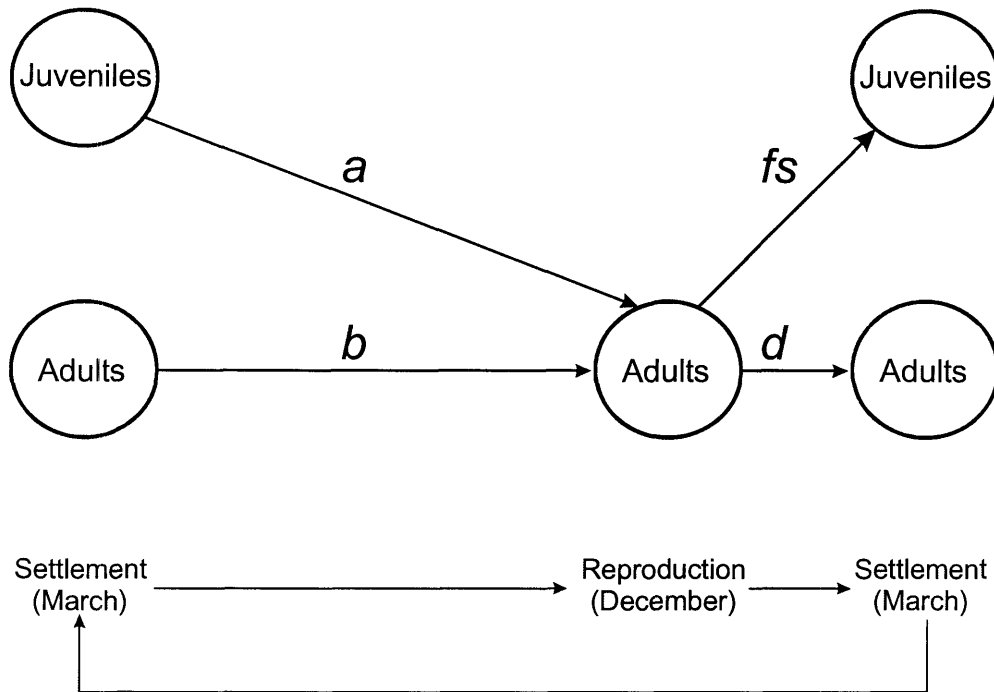 Juveniles
Juveniles
a
fs
Adults
b
Adults
d
Adults
Settlement
(March)
Reproduction
(December)
Settlement
(March)